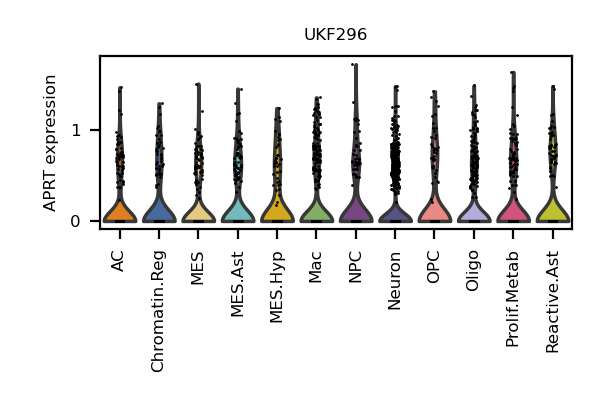 UKF296
APRT expression
1
0
AC
Chromatin.Reg
MES
MES.Ast
MES.Hyp
Mac
NPC
Neuron
OPC
Oligo
Prolif.Metab
Reactive.Ast